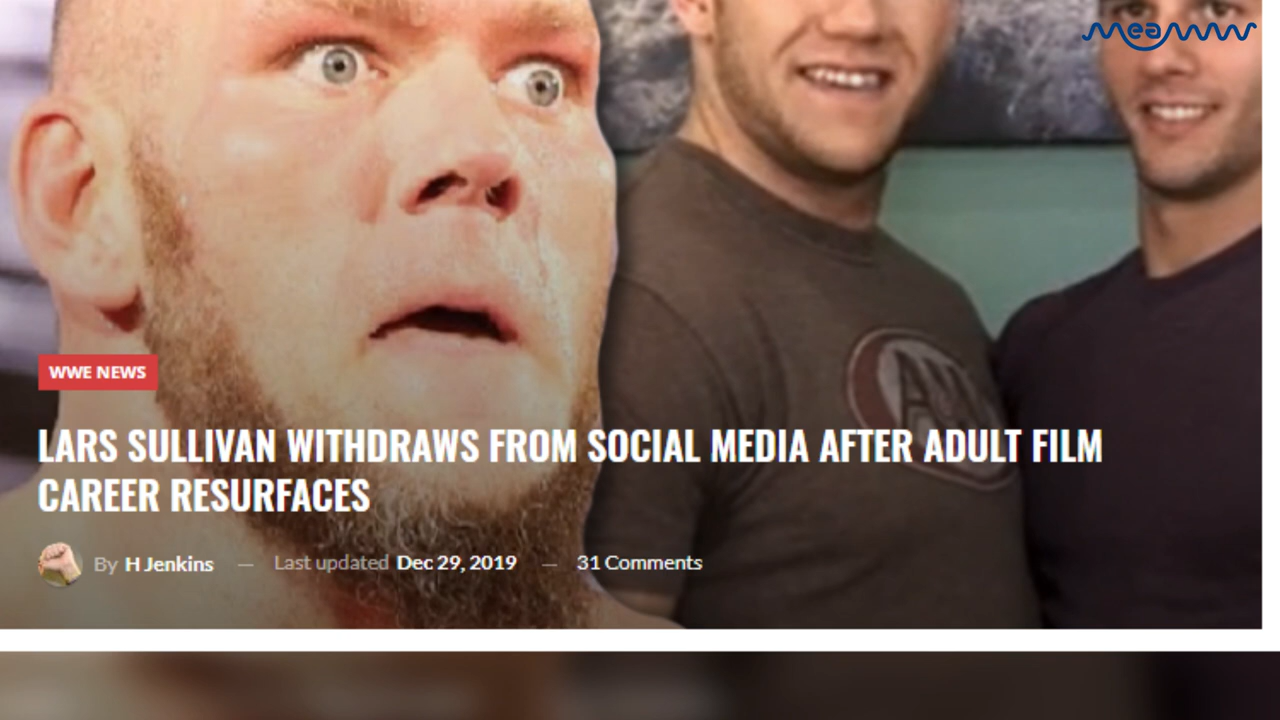 meaww
WWE NEWS
LARS SULLIVAN WITHDRAWS FROM SOCIAL MEDIA AFTER ADULT FILM
CAREER RESURFACES
By H Jenkins — Last updated Dec 29, 2019 — 31 Comments